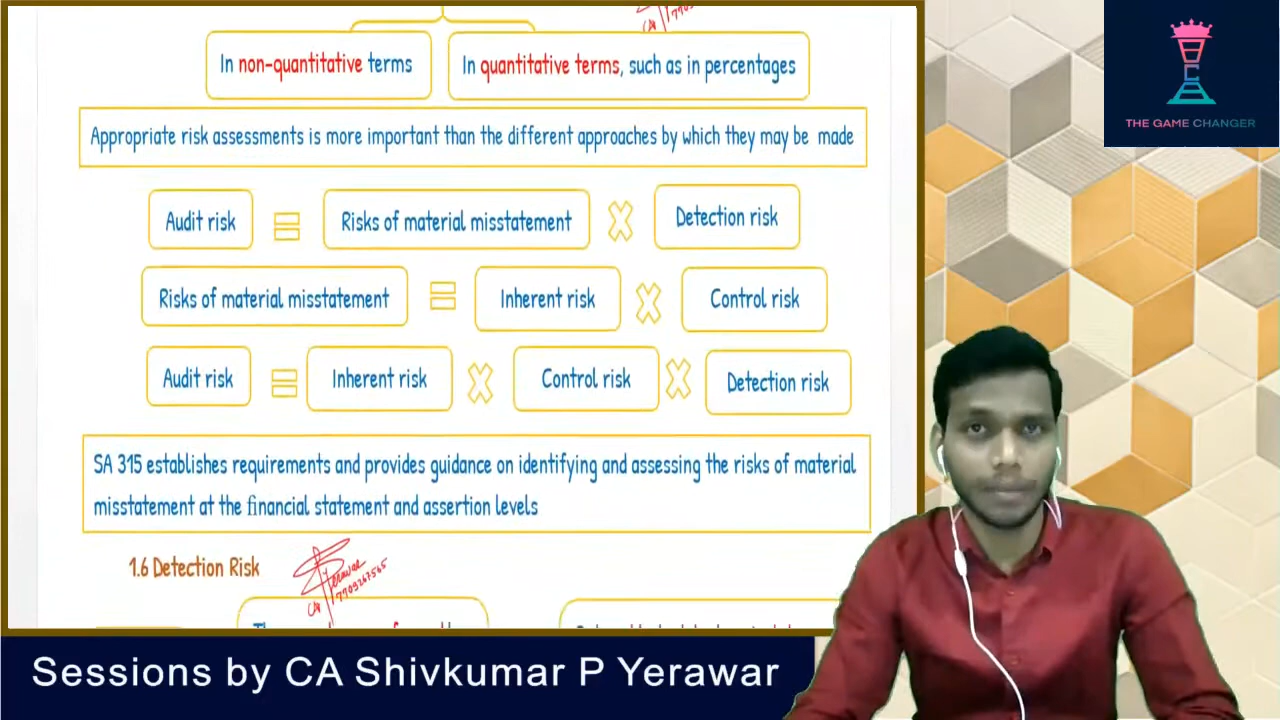 In non-quantitative terms
In quantitative terms, such as in percentages
THE GAME CHANGER
Appropriate risk assessments is more important than the different approaches by which they may be made
Audit risk = Risks of material misstatement X Detection risk
Risks of material misstatement = Inherent risk X Control risk
Audit risk = Inherent risk X Control risk X Detection risk
SA 315 establishes requirements and provides guidance on identifying and assessing the risks of material
misstatement at the financial statement and assertion levels
1.6 Detection Risk
Yerawar
CA 7709267565
Sessions by CA Shivkumar P Yerawar